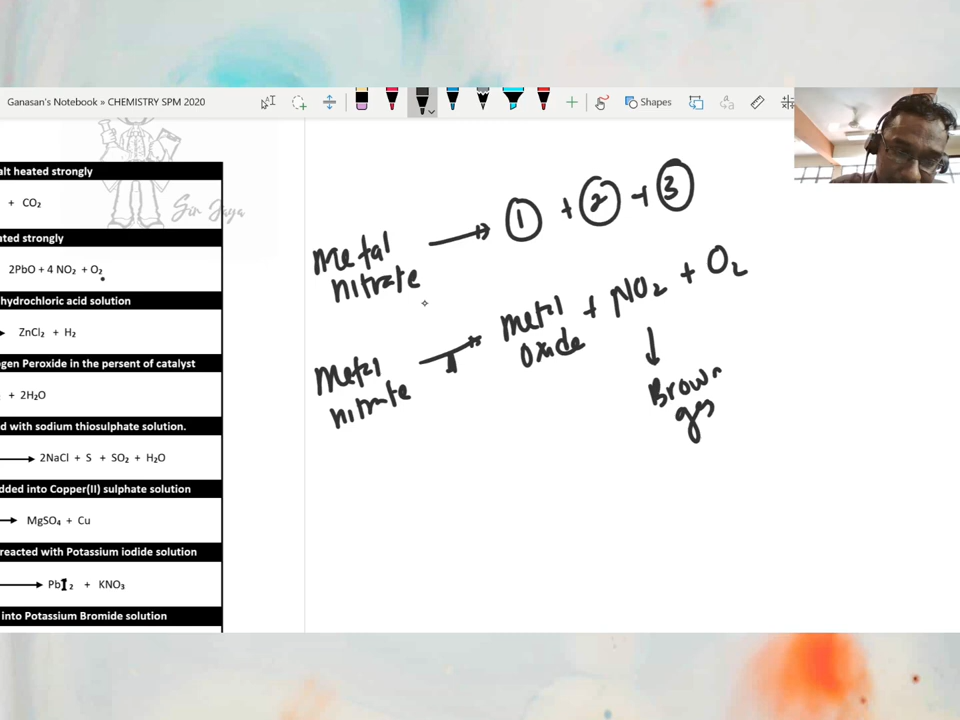 Ganasan's Notebook » CHEMISTRY SPM 2020
Shapes
Sir Jaya
alt heated strongly
+ CO₂
ated strongly
2PbO + 4 NO₂ + O₂
hydrochloric acid solution
ZnCl₂ + H₂
gen Peroxide in the persent of catalyst
+ 2H₂O
d with sodium thiosulphate solution.
2NaCl + S + SO₂ + H₂O
dded into Copper(II) sulphate solution
MgSO₄ + Cu
reacted with Potassium iodide solution
PbI₂ + KNO₃
into Potassium Bromide solution
Metal nitrate → ① + ② + ③
Metal nitrate → Metal oxide + NO₂ + O₂
↓
Brown
gas